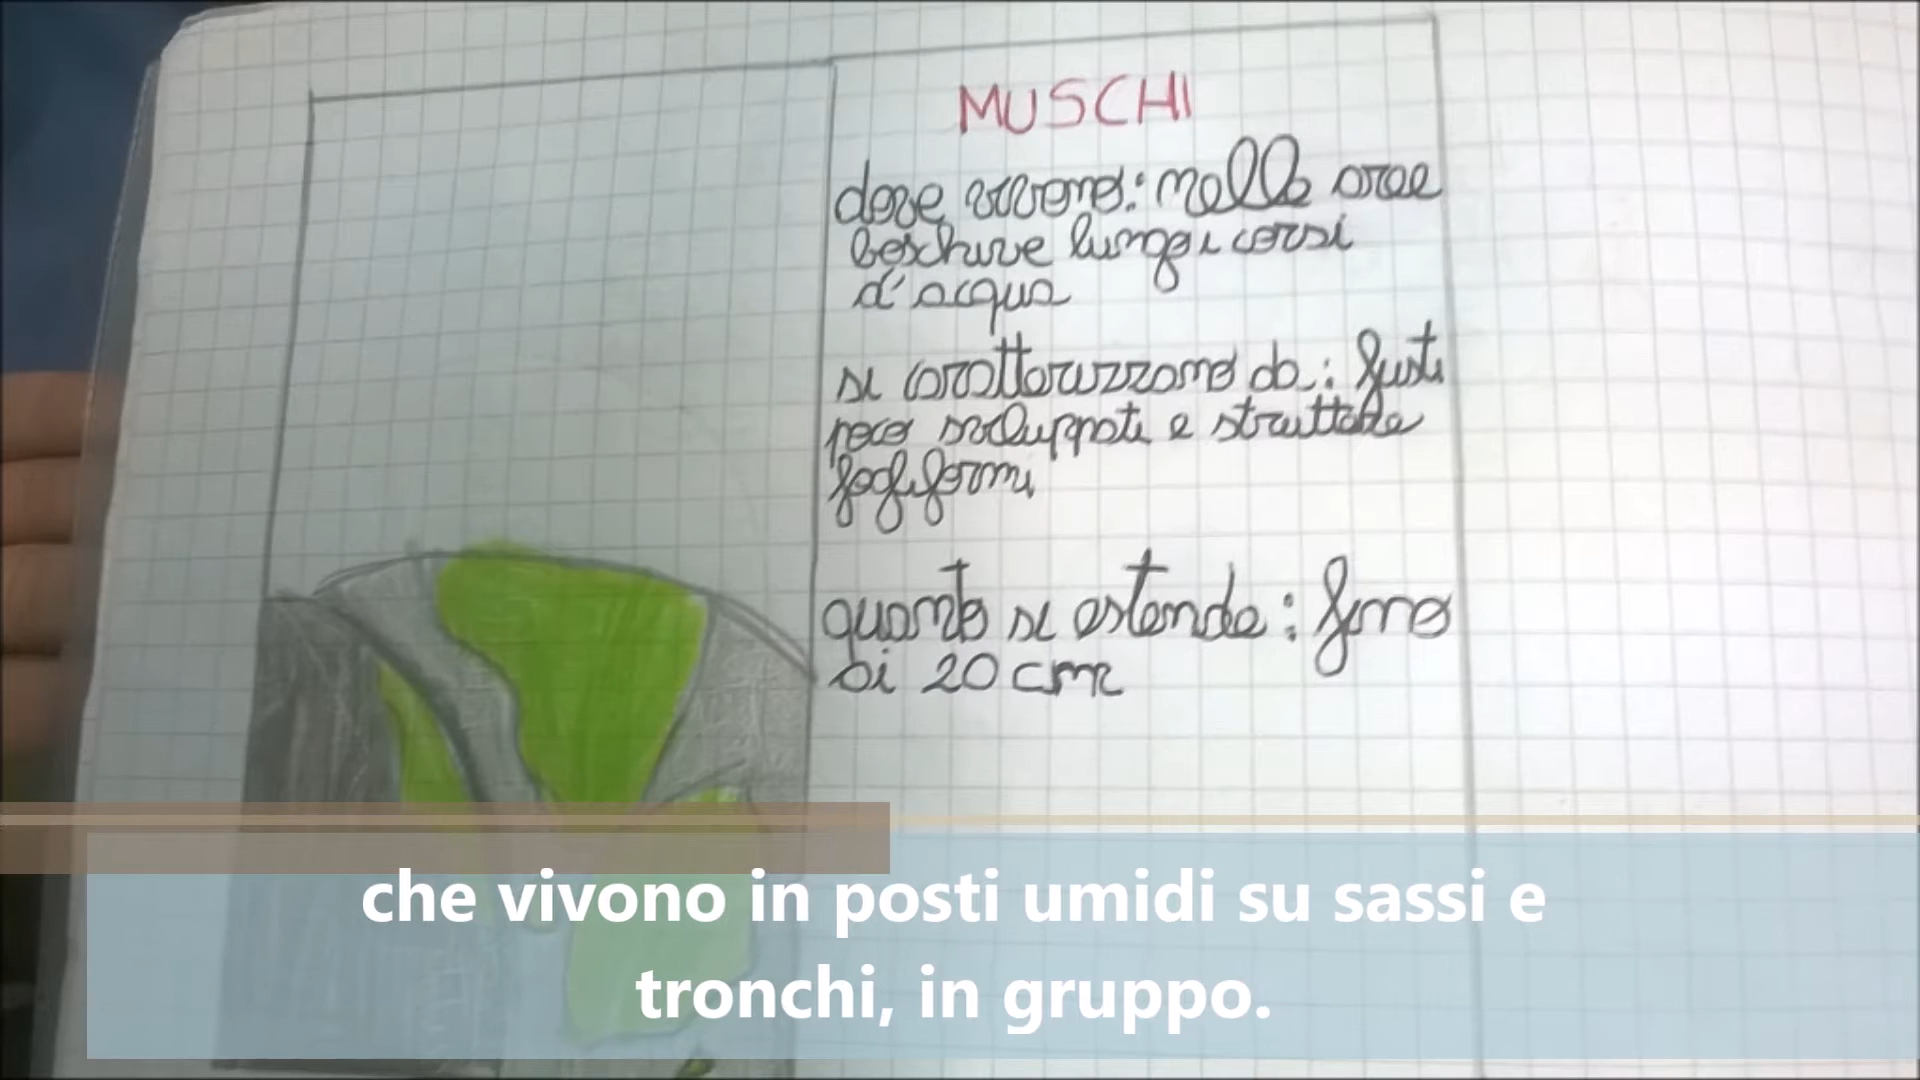 MUSCHI
dove vivono: nelle aree
boschive lungo i corsi
d'acqua
si caratterizzano da: fusti
poco sviluppati e strutture
fogliformi
quanto si estende: fino
di 20 cm
che vivono in posti umidi su sassi e
tronchi, in gruppo.